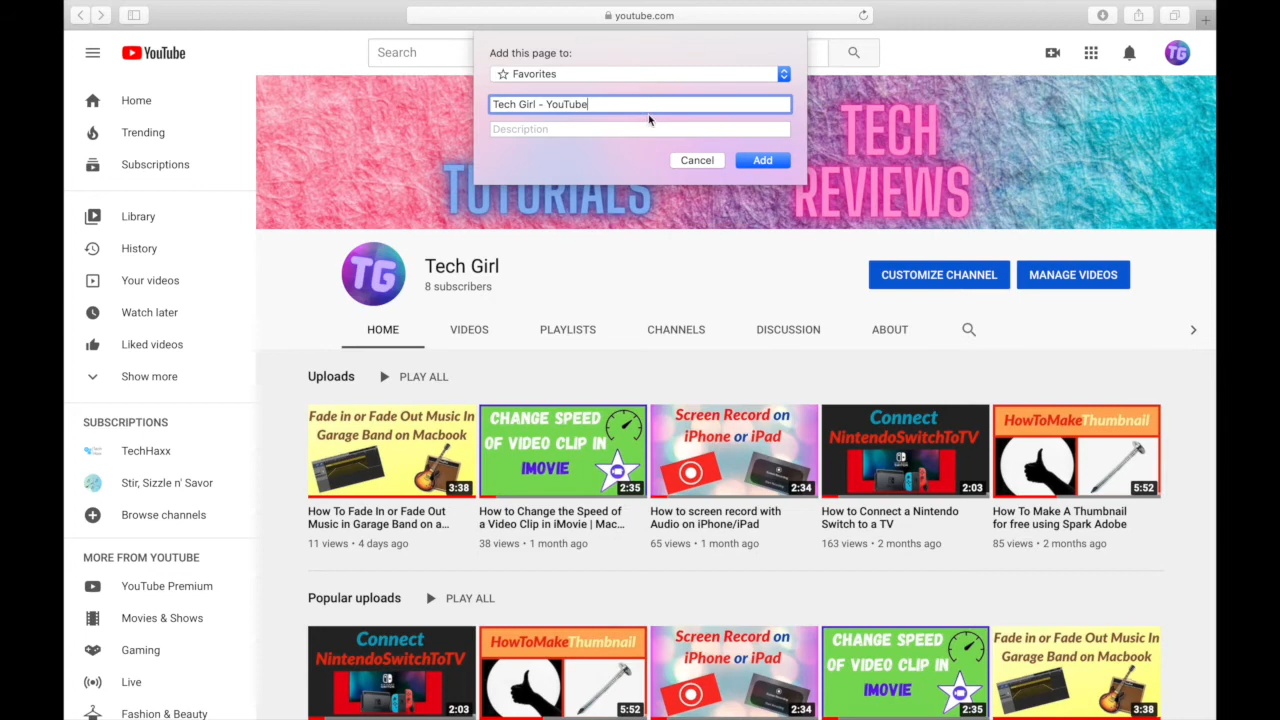 youtube.com
YouTube
Search
TG
Add this page to:
Favorites
Tech Girl - YouTube
Description
Cancel
Add
TUTORIALS
TECH
REVIEWS
Home
Trending
Subscriptions
Library
History
Your videos
Watch later
Liked videos
Show more
SUBSCRIPTIONS
TechHaxx
Stir, Sizzle n' Savor
Browse channels
MORE FROM YOUTUBE
YouTube Premium
Movies & Shows
Gaming
Live
Fashion & Beauty
TG
Tech Girl
8 subscribers
CUSTOMIZE CHANNEL
MANAGE VIDEOS
HOME
VIDEOS
PLAYLISTS
CHANNELS
DISCUSSION
ABOUT
Uploads
PLAY ALL
Fade in or Fade Out Music In
Garage Band on Macbook
3:38
How To Fade In or Fade Out
Music in Garage Band on a...
11 views • 4 days ago
CHANGE SPEED
OF VIDEO CLIP IN
IMOVIE
2:35
How to Change the Speed of
a Video Clip in iMovie | Mac...
38 views • 1 month ago
Screen Record on
iPhone or iPad
2:34
How to screen record with
Audio on iPhone/iPad
65 views • 1 month ago
Connect
NintendoSwitchToTV
2:03
How to Connect a Nintendo
Switch to a TV
163 views • 2 months ago
HowToMakeThumbnail
5:52
How To Make A Thumbnail
for free using Spark Adobe
85 views • 2 months ago
Popular uploads
PLAY ALL
Connect
NintendoSwitchToTV
2:03
HowToMakeThumbnail
5:52
Screen Record on
iPhone or iPad
2:34
CHANGE SPEED
OF VIDEO CLIP IN
IMOVIE
2:35
Fade in or Fade Out Music In
Garage Band on Macbook
3:38